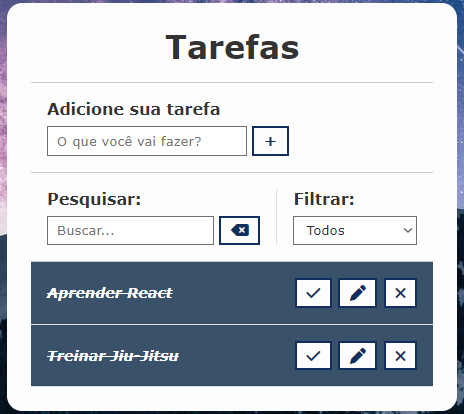 Tarefas
Adicione sua tarefa
O que você vai fazer?
Pesquisar:
Filtrar:
Buscar...
Todos
Aprender React
Treinar Jiu-Jitsu